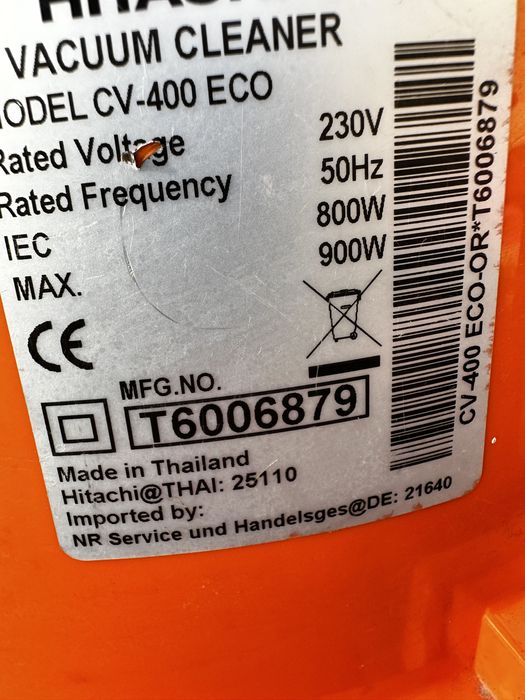 HITACHI
VACUUM CLEANER
MODEL CV-400 ECO
Rated Voltage 230V
Rated Frequency 50Hz
IEC 800W
MAX. 900W
CE
MFG.NO.
T6006879
Made in Thailand
Hitachi@THAI: 25110
Imported by:
NR Service und Handelsges@DE: 21640
CV-400 ECO-OR*T6006879